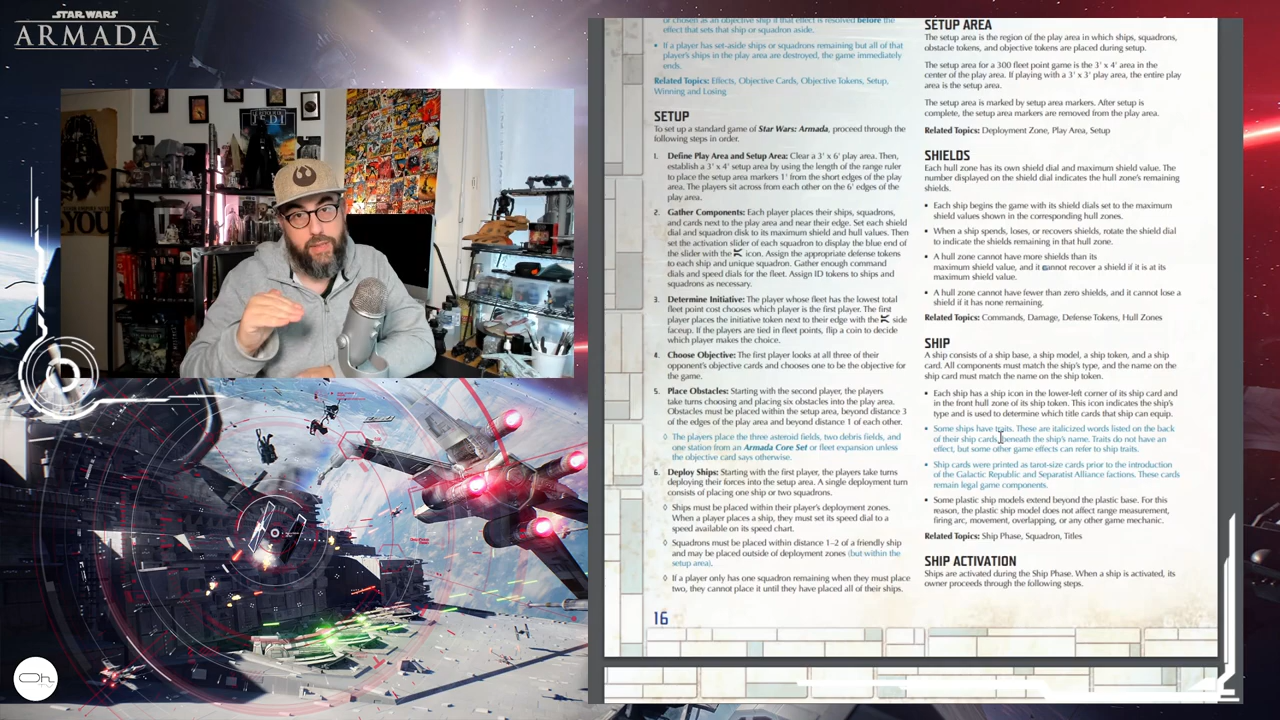 STAR WARS
ARMADA
or chosen as an objective ship if that effect is resolved before the
effect that sets that ship or squadron aside.
• If a player has set-aside ships or squadrons remaining but all of that
player's ships in the play area are destroyed, the game immediately
ends.
Related Topics: Effects, Objective Cards, Objective Tokens, Setup,
Winning and Losing
SETUP
To set up a standard game of Star Wars: Armada, proceed through the
following steps in order.
1. Define Play Area and Setup Area: Clear a 3' x 6' play area. Then,
establish a 3' x 4' setup area by using the length of the range ruler
to place the setup area markers 1' from the short edges of the play
area. The players sit across from each other on the 6' edges of the
play area.
2. Gather Components: Each player places their ships, squadrons,
and cards next to the play area and near their edge. Set each shield
dial and squadron disk to its maximum shield and hull values. Then
set the activation slider of each squadron to display the blue end of
the slider with the icon. Assign the appropriate defense tokens
to each ship and unique squadron. Gather enough command
dials and speed dials for the fleet. Assign ID tokens to ships and
squadrons as necessary.
3. Determine Initiative: The player whose fleet has the lowest total
fleet point cost chooses which player is the first player. The first
player places the initiative token next to their edge with the side
faceup. If the players are tied in fleet points, flip a coin to decide
which player makes the choice.
4. Choose Objective: The first player looks at all three of their
opponent's objective cards and chooses one to be the objective for
the game.
5. Place Obstacles: Starting with the second player, the players
take turns choosing and placing six obstacles into the play area.
Obstacles must be placed within the setup area, beyond distance 3
of the edges of the play area and beyond distance 1 of each other.
◊ The players place the three asteroid fields, two debris fields, and
one station from an Armada Core Set or fleet expansion unless
the objective card says otherwise.
6. Deploy Ships: Starting with the first player, the players take turns
deploying their forces into the setup area. A single deployment turn
consists of placing one ship or two squadrons.
◊ Ships must be placed within their player's deployment zones.
When a player places a ship, they must set its speed dial to a
speed available on its speed chart.
◊ Squadrons must be placed within distance 1–2 of a friendly ship
and may be placed outside of deployment zones (but within the
setup area).
◊ If a player only has one squadron remaining when they must place
two, they cannot place it until they have placed all of their ships.
16
SETUP AREA
The setup area is the region of the play area in which ships, squadrons,
obstacle tokens, and objective tokens are placed during setup.
The setup area for a 300 fleet point game is the 3' x 4' area in the
center of the play area. If playing with a 3' x 3' play area, the entire play
area is the setup area.
The setup area is marked by setup area markers. After setup is
complete, the setup area markers are removed from the play area.
Related Topics: Deployment Zone, Play Area, Setup
SHIELDS
Each hull zone has its own shield dial and maximum shield value. The
number displayed on the shield dial indicates the hull zone's remaining
shields.
• Each ship begins the game with its shield dials set to the maximum
shield values shown in the corresponding hull zones.
• When a ship spends, loses, or recovers shields, rotate the shield dial
to indicate the shields remaining in that hull zone.
• A hull zone cannot have more shields than its
maximum shield value, and it cannot recover a shield if it is at its
maximum shield value.
• A hull zone cannot have fewer than zero shields, and it cannot lose a
shield if it has none remaining.
Related Topics: Commands, Damage, Defense Tokens, Hull Zones
SHIP
A ship consists of a ship base, a ship model, a ship token, and a ship
card. All components must match the ship's type, and the name on the
ship card must match the name on the ship token.
• Each ship has a ship icon in the lower-left corner of its ship card and
in the front hull zone of its ship token. This icon indicates the ship's
type and is used to determine which title cards that ship can equip.
• Some ships have traits. These are italicized words listed on the back
of their ship cards, beneath the ship's name. Traits do not have an
effect, but some other game effects can refer to ship traits.
• Ship cards were printed as tarot-size cards prior to the introduction
of the Galactic Republic and Separatist Alliance factions. These cards
remain legal game components.
• Some plastic ship models extend beyond the plastic base. For this
reason, the plastic ship model does not affect range measurement,
firing arc, movement, overlapping, or any other game mechanic.
Related Topics: Ship Phase, Squadron, Titles
SHIP ACTIVATION
Ships are activated during the Ship Phase. When a ship is activated, its
owner proceeds through the following steps.